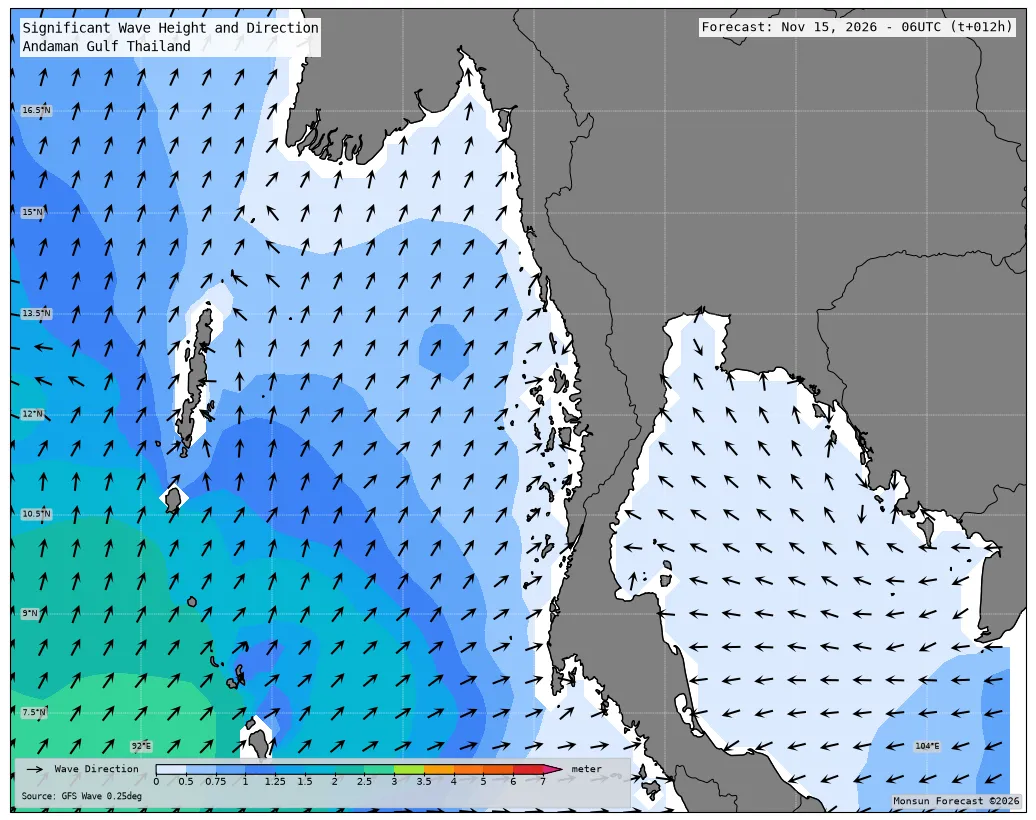 Significant Wave Height and Direction
Andaman Gulf Thailand
Forecast: Nov 15, 2026 - 06UTC (t+012h)
16.5°N
15°N
13.5°N
12°N
10.5°N
9°N
7.5°N
92°E
104°E
Wave Direction
0 0.5 0.75 1 1.25 1.5 2 2.5 3 3.5 4 5 6 7
meter
Source: GFS Wave 0.25deg
Monsun Forecast ©2026